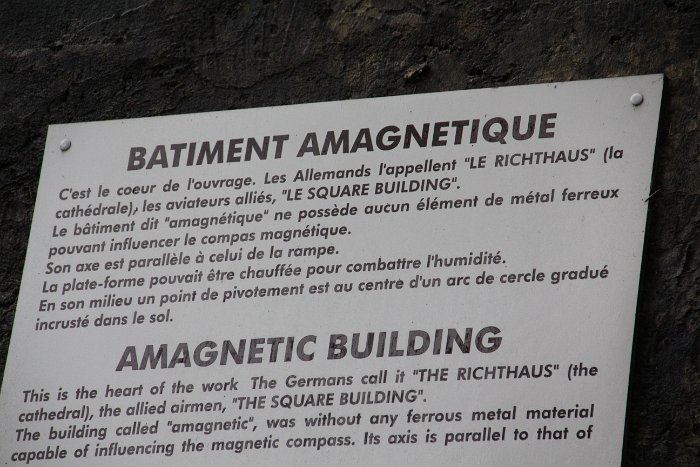 BATIMENT AMAGNETIQUE
C'est le coeur de l'ouvrage. Les Allemands l'appellent "LE RICHTHAUS" (la
cathédrale), les aviateurs alliés, "LE SQUARE BUILDING".
Le bâtiment dit "amagnétique" ne possède aucun élément de métal ferreux
pouvant influencer le compas magnétique.
Son axe est parallèle à celui de la rampe.
La plate-forme pouvait être chauffée pour combattre l'humidité.
En son milieu un point de pivotement est au centre d'un arc de cercle gradué
incrusté dans le sol.
AMAGNETIC BUILDING
This is the heart of the work The Germans call it "THE RICHTHAUS" (the
cathedral), the allied airmen, "THE SQUARE BUILDING".
The building called "amagnetic", was without any ferrous metal material
capable of influencing the magnetic compass. Its axis is parallel to that of